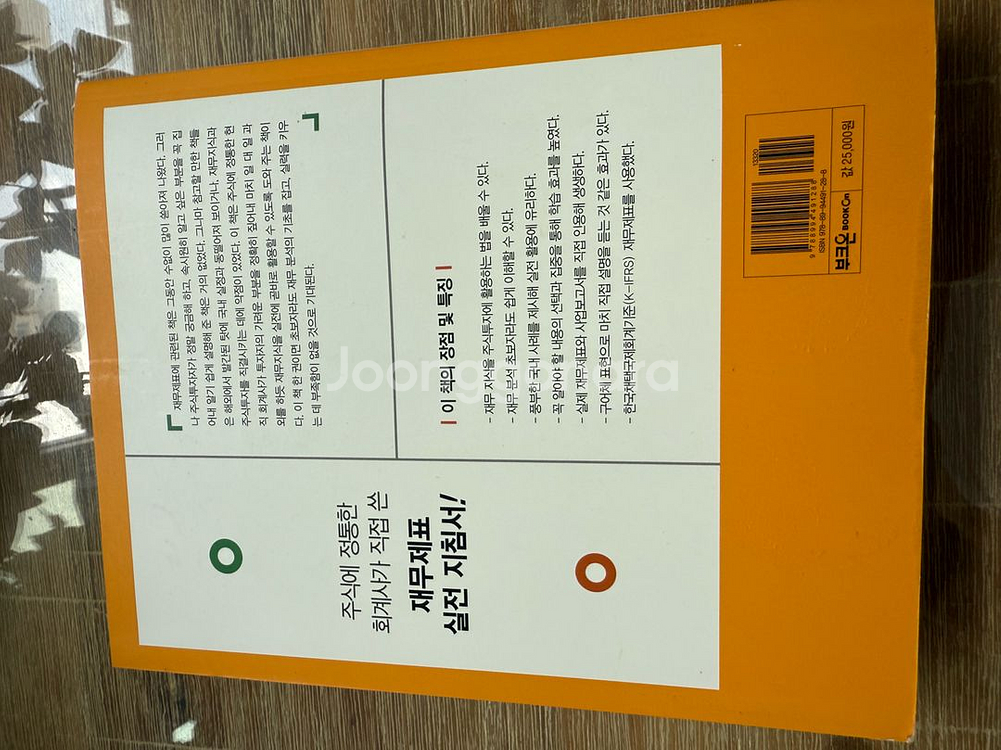 주식에 정통한
회계사가 직접 쓴
재무제표
실전 지침서!
「 재무제표에 관련된 책은 그동안 수없이 많이 쏟아져 나왔다. 그러
나 주식투자자가 정말 궁금해 하고, 속시원히 알고 싶은 부분을 꼭 집
어내 알기 쉽게 설명해 준 책은 거의 없었다. 그나마 참고할 만한 책들
은 해외에서 발간된 탓에 국내 실정과 동떨어져 보이거나, 재무지식과
주식투자를 직결시키는 데에 약점이 있었다. 이 책은 주식에 정통한 현
직 회계사가 투자자의 가려운 부분을 정확히 짚어내 마치 일 대 일 과
외를 하듯 재무지식을 실전에 곧바로 활용할 수 있도록 도와 주는 책이
다. 이 책 한 권이면 초보자라도 재무 분석의 기초를 잡고, 실력을 키우
는 데 부족함이 없을 것으로 기대된다. 」
| 이 책의 장점 및 특징 |
- 재무 지식을 주식투자에 활용하는 법을 배울 수 있다.
- 재무 분석 초보자라도 쉽게 이해할 수 있다.
- 풍부한 국내 사례를 제시해 실전 활용에 유리하다.
- 꼭 알아야 할 내용의 선택과 집중을 통해 학습 효과를 높였다.
- 실제 재무제표와 사업보고서를 직접 인용해 생생하다.
- 구어체 표현으로 마치 직접 설명을 듣는 것 같은 효과가 있다.
- 한국채택국제회계기준(K-IFRS) 재무제표를 사용했다.
13320
9 788994 491288
ISBN 978-89-94491-28-8
부크온 BOOKOn
값 25,000원
Joonggonara